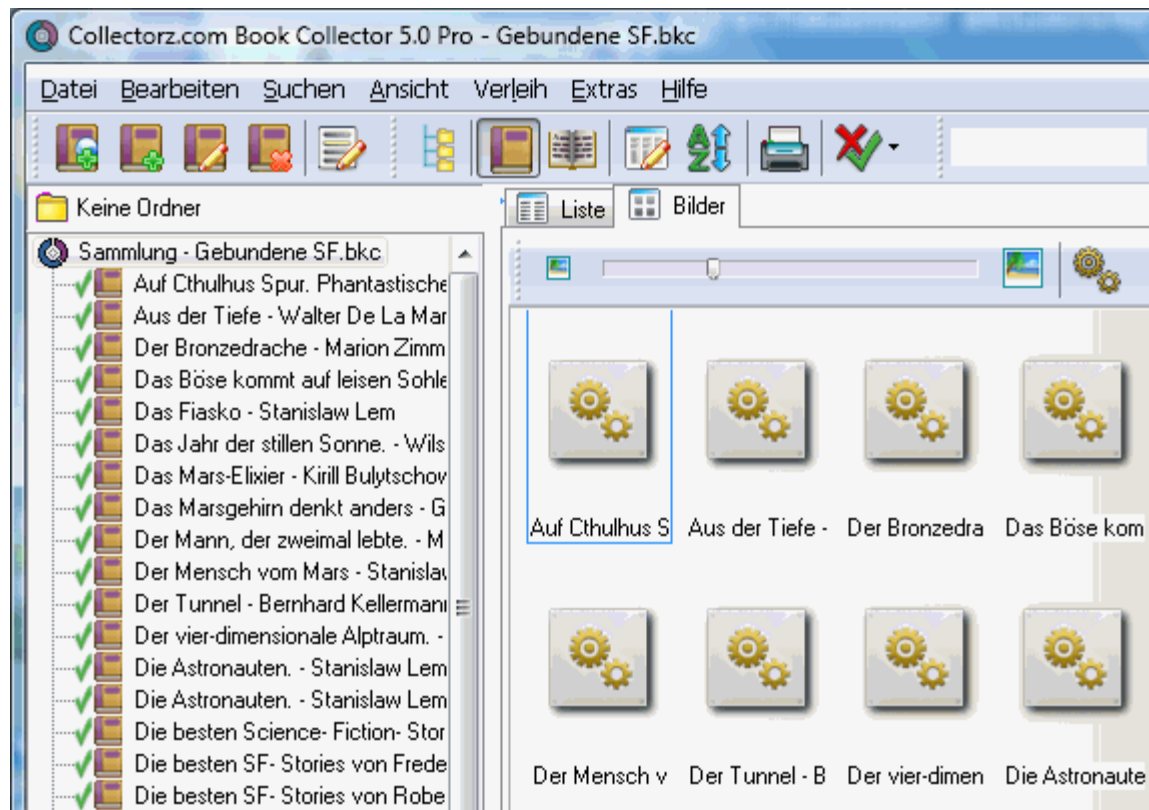 Collectorz.com Book Collector 5.0 Pro - Gebundene SF.bkc
Datei Bearbeiten Suchen Ansicht Verleih Extras Hilfe
A
Z
Keine Ordner
Liste Bilder
Sammlung - Gebundene SF.bkc
Auf Cthulhus Spur. Phantastische
Aus der Tiefe - Walter De La Mar
Der Bronzedrache - Marion Zimm
Das Böse kommt auf leisen Sohle
Das Fiasko - Stanislaw Lem
Das Jahr der stillen Sonne. - Wils
Das Mars-Elixier - Kirill Bulytschov
Das Marsgehirn denkt anders - G
Der Mann, der zweimal lebte. - M
Der Mensch vom Mars - Stanislav
Der Tunnel - Bernhard Kellermann
Der vier-dimensionale Alptraum. -
Die Astronauten. - Stanislaw Lem
Die Astronauten. - Stanislaw Lem
Die besten Science- Fiction- Stor
Die besten SF- Stories von Frede
Die besten SF- Stories von Robe
Auf Cthulhus S Aus der Tiefe - Der Bronzedra Das Böse kom
Der Mensch v Der Tunnel - B Der vier-dimen Die Astronaute